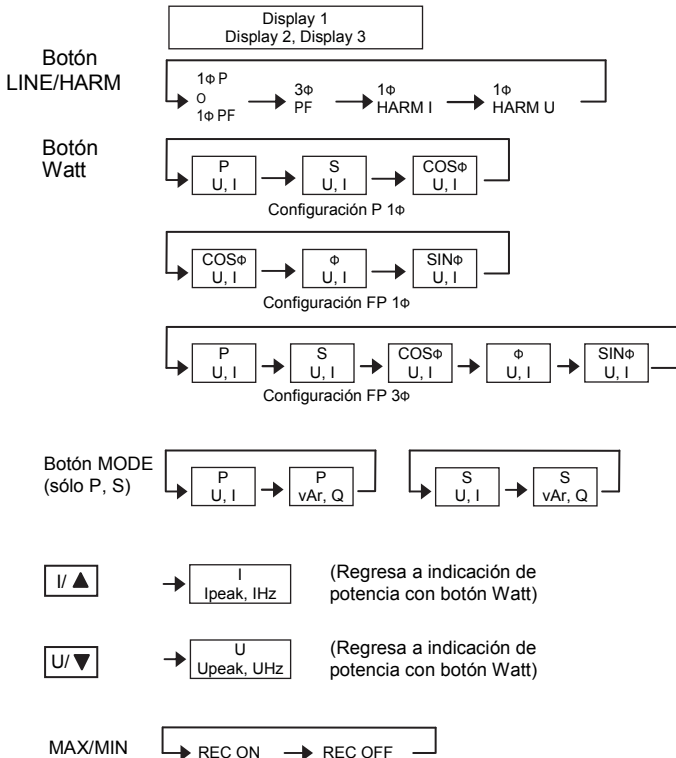 Display 1
Display 2, Display 3
Botón
LINE/HARM
1Φ P
O
1Φ PF
3Φ
PF
1Φ
HARM I
1Φ
HARM U
Botón
Watt
P
U, I
S
U, I
COSΦ
U, I
Configuración P 1Φ
COSΦ
U, I
Φ
U, I
SINΦ
U, I
Configuración FP 1Φ
P
U, I
S
U, I
COSΦ
U, I
Φ
U, I
SINΦ
U, I
Configuración FP 3Φ
Botón MODE
(sólo P, S)
P
U, I
P
vAr, Q
S
U, I
S
vAr, Q
I/ ▲
I
Ipeak, IHz
(Regresa a indicación de
potencia con botón Watt)
U/ ▼
U
Upeak, UHz
(Regresa a indicación de
potencia con botón Watt)
MAX/MIN
REC ON
REC OFF